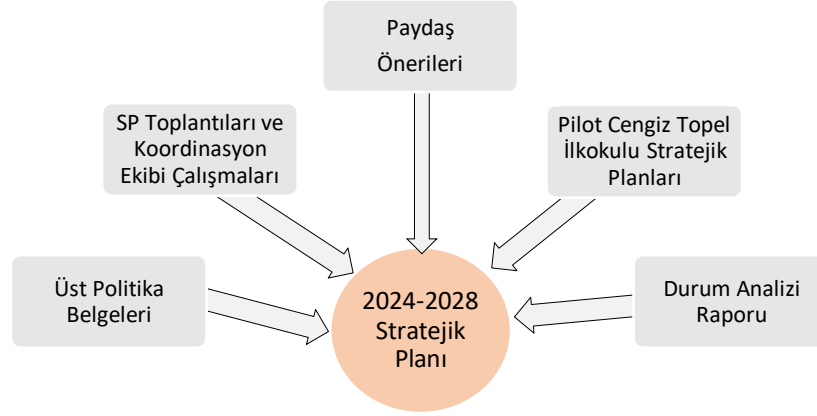 Paydaş
Önerileri
SP Toplantıları ve
Koordinasyon
Ekibi Çalışmaları
Pilot Cengiz Topel
İlkokulu Stratejik
Planları
Üst Politika
Belgeleri
2024-2028
Stratejik
Planı
Durum Analizi
Raporu